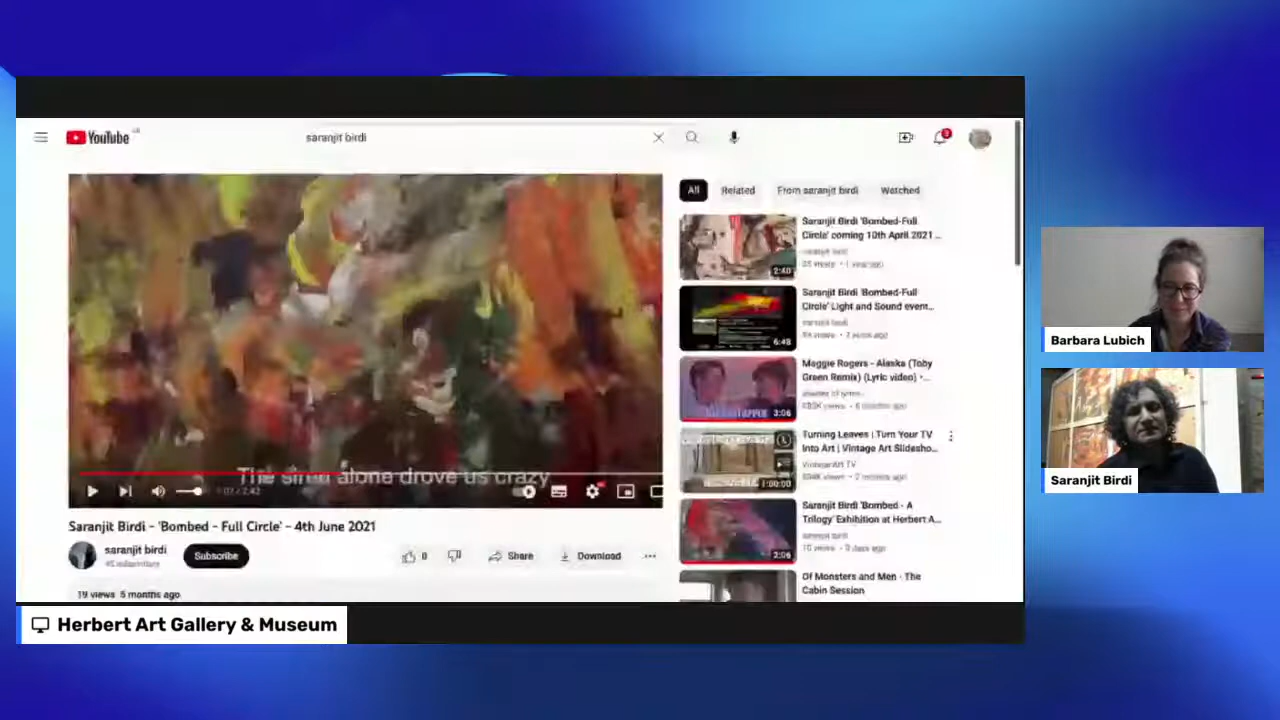 YouTube
saranjit birdi
The siren alone drove us crazy
Saranjit Birdi - 'Bombed - Full Circle' - 4th June 2021
saranjit birdi
Subscribe
0
Share
Download
19 views 5 months ago
All
Related
From saranjit birdi
Watched
Saranjit Birdi 'Bombed-Full
Circle' coming 10th April 2021 ...
2:40
Saranjit Birdi 'Bombed-Full
Circle' Light and Sound event...
6:48
Maggie Rogers - Alaska (Toby
Green Remix) (Lyric video) •...
3:06
Turning Leaves | Turn Your TV
Into Art | Vintage Art Slidesho...
1:00:00
Saranjit Birdi 'Bombed - A
Trilogy' Exhibition at Herbert A...
2:06
Of Monsters and Men - The
Cabin Session
Barbara Lubich
Saranjit Birdi
Herbert Art Gallery & Museum